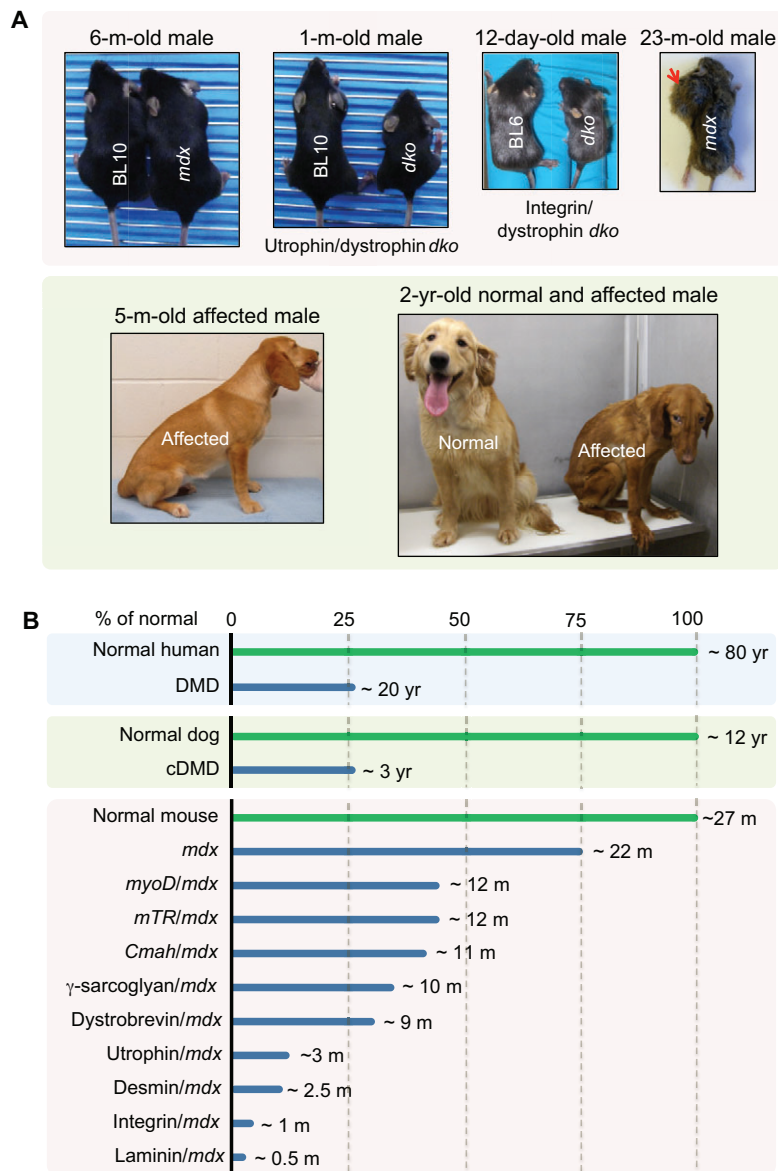 A
6-m-old male
1-m-old male
12-day-old male
23-m-old male
BL10
mdx
BL10
dko
BL6
dko
mdx
Utrophin/dystrophin dko
Integrin/
dystrophin dko
5-m-old affected male
2-yr-old normal and affected male
Affected
Normal
Affected
B
% of normal 0 25 50 75 100
Normal human ~ 80 yr
DMD ~ 20 yr
Normal dog ~ 12 yr
cDMD ~ 3 yr
Normal mouse ~27 m
mdx ~ 22 m
myoD/mdx ~ 12 m
mTR/mdx ~ 12 m
Cmah/mdx ~ 11 m
γ-sarcoglyan/mdx ~ 10 m
Dystrobrevin/mdx ~ 9 m
Utrophin/mdx ~3 m
Desmin/mdx ~ 2.5 m
Integrin/mdx ~ 1 m
Laminin/mdx ~ 0.5 m